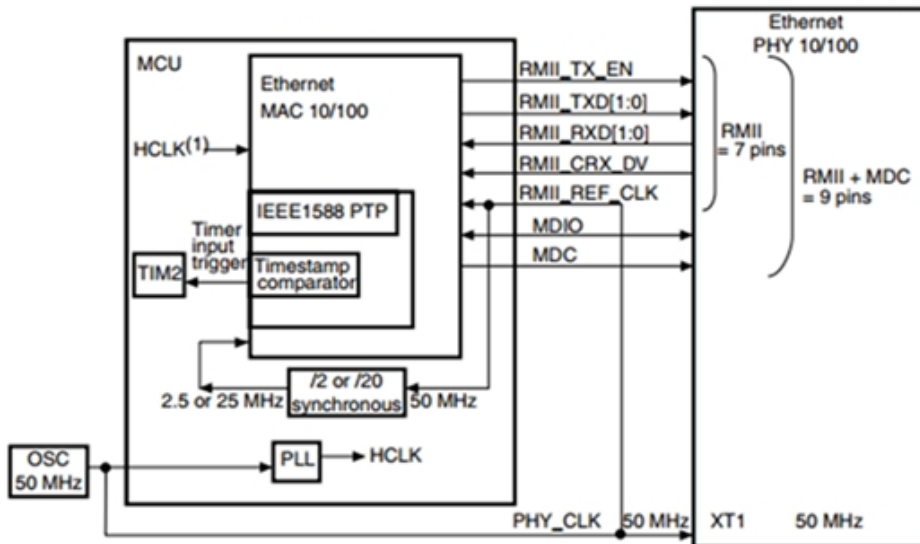 Ethernet
PHY 10/100
MCU
Ethernet
MAC 10/100
HCLK(1)
RMII_TX_EN
RMII_TXD[1:0]
RMII_RXD[1:0]
RMII_CRX_DV
RMII_REF_CLK
MDIO
MDC
RMII
= 7 pins
RMII + MDC
= 9 pins
IEEE1588 PTP
Timer
input
trigger
TIM2
Timestamp
comparator
/2 or /20
synchronous
2.5 or 25 MHz
50 MHz
OSC
50 MHz
PLL
HCLK
PHY_CLK
50 MHz
XT1
50 MHz